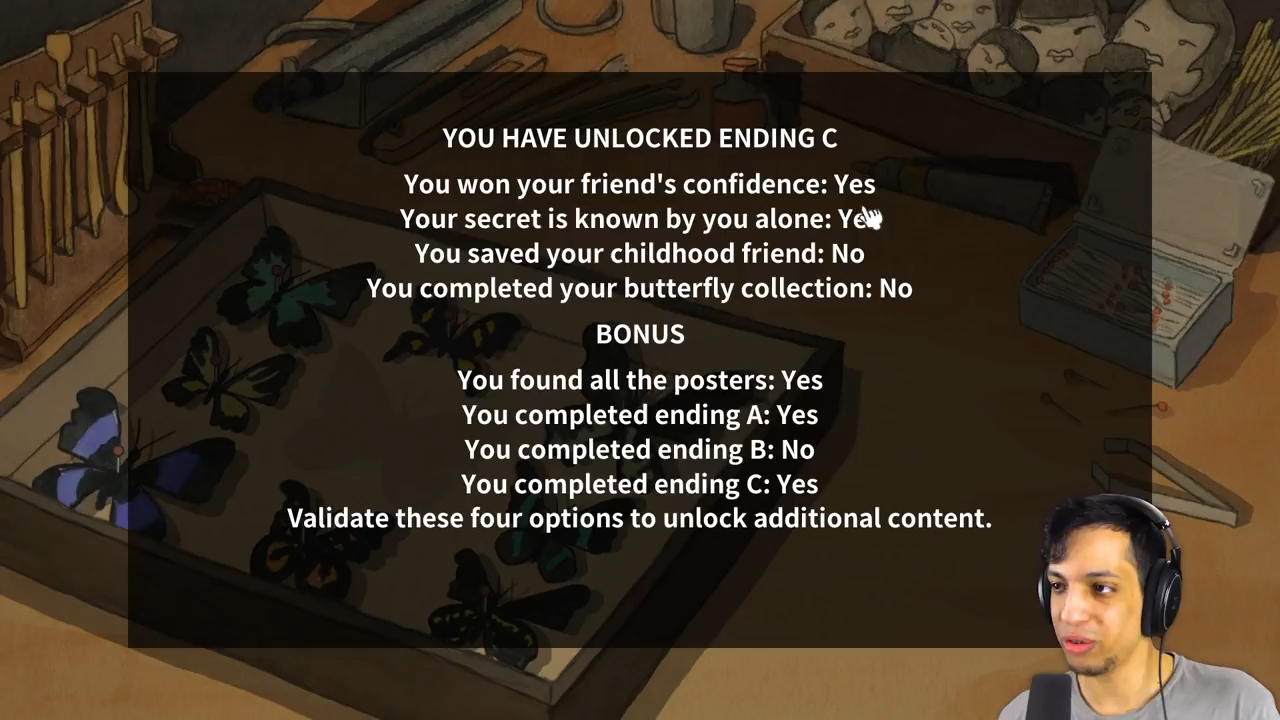 YOU HAVE UNLOCKED ENDING C
You won your friend's confidence: Yes
Your secret is known by you alone: Yes
You saved your childhood friend: No
You completed your butterfly collection: No
BONUS
You found all the posters: Yes
You completed ending A: Yes
You completed ending B: No
You completed ending C: Yes
Validate these four options to unlock additional content.